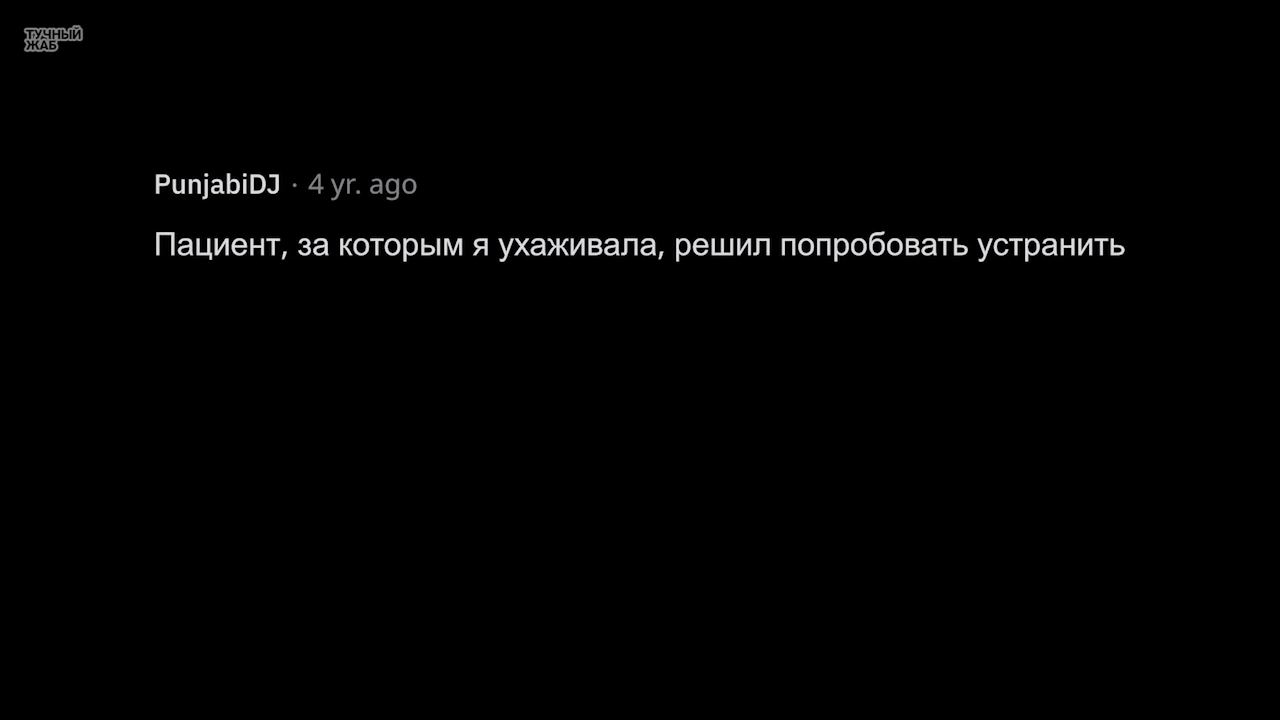 ТУЧНЫЙ
ЖАБ
PunjabiDJ · 4 yr. ago
Пациент, за которым я ухаживала, решил попробовать устранить